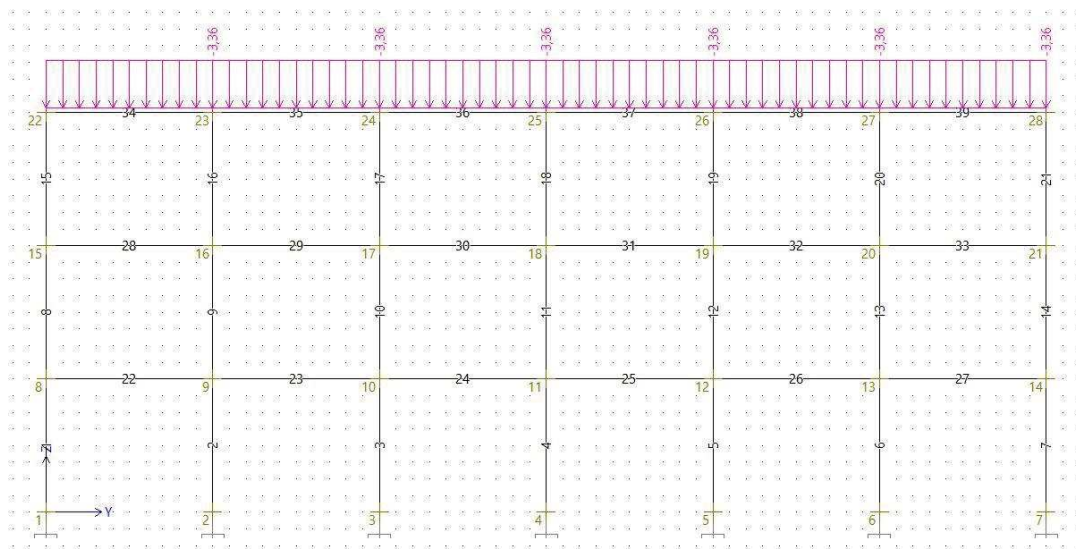 -3,36 -3,36 -3,36 -3,36 -3,36 -3,36
34 35 36 37 38 39
22 23 24 25 26 27 28
15 16 17 18 19 20 21
28 29 30 31 32 33
15 16 17 18 19 20 21
8 9 10 11 12 13 14
22 23 24 25 26 27
8 9 10 11 12 13 14
2 3 4 5 6 7
Z
Y
1 2 3 4 5 6 7